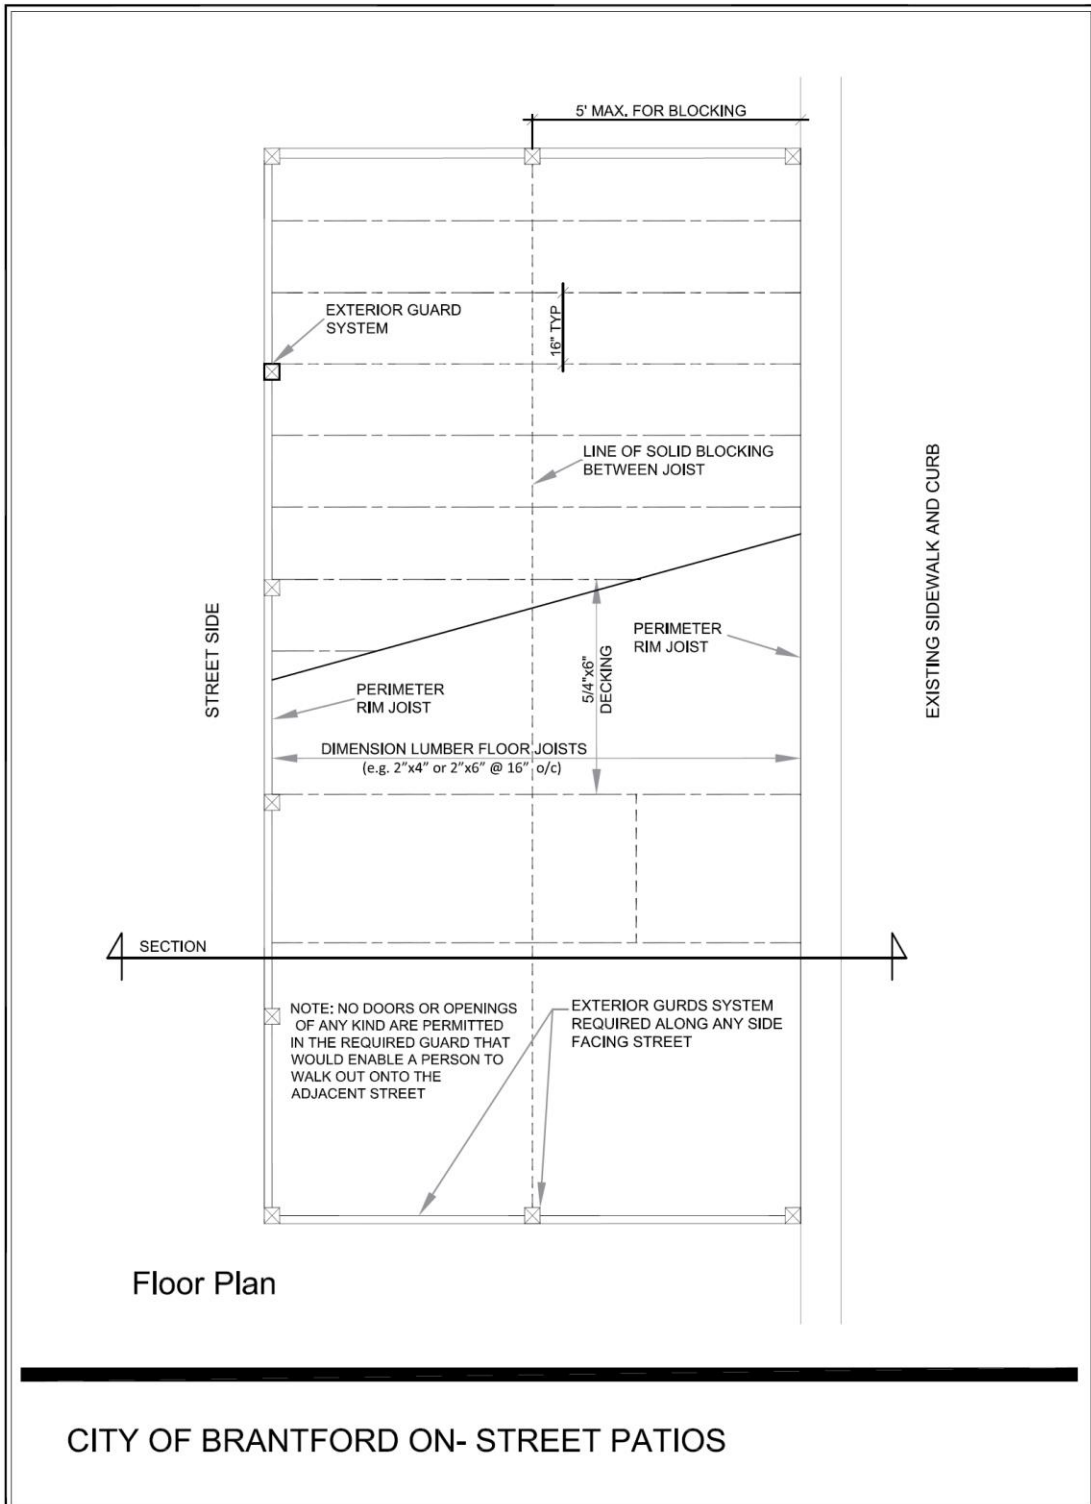 5' MAX. FOR BLOCKING
EXTERIOR GUARD
SYSTEM
16" TYP
LINE OF SOLID BLOCKING
BETWEEN JOIST
STREET SIDE
EXISTING SIDEWALK AND CURB
PERIMETER
RIM JOIST
5/4"x6"
DECKING
PERIMETER
RIM JOIST
DIMENSION LUMBER FLOOR JOISTS
(e.g. 2"x4" or 2"x6" @ 16" o/c)
SECTION
NOTE: NO DOORS OR OPENINGS
OF ANY KIND ARE PERMITTED
IN THE REQUIRED GUARD THAT
WOULD ENABLE A PERSON TO
WALK OUT ONTO THE
ADJACENT STREET
EXTERIOR GURDS SYSTEM
REQUIRED ALONG ANY SIDE
FACING STREET
Floor Plan
CITY OF BRANTFORD ON- STREET PATIOS